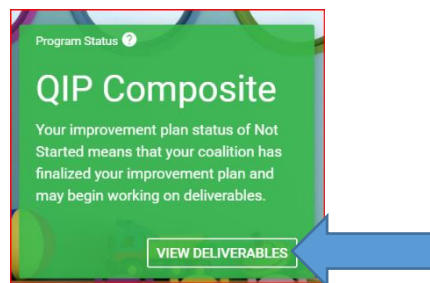 Program Status ?
QIP Composite
Your improvement plan status of Not
Started means that your coalition has
finalized your improvement plan and
may begin working on deliverables.
VIEW DELIVERABLES